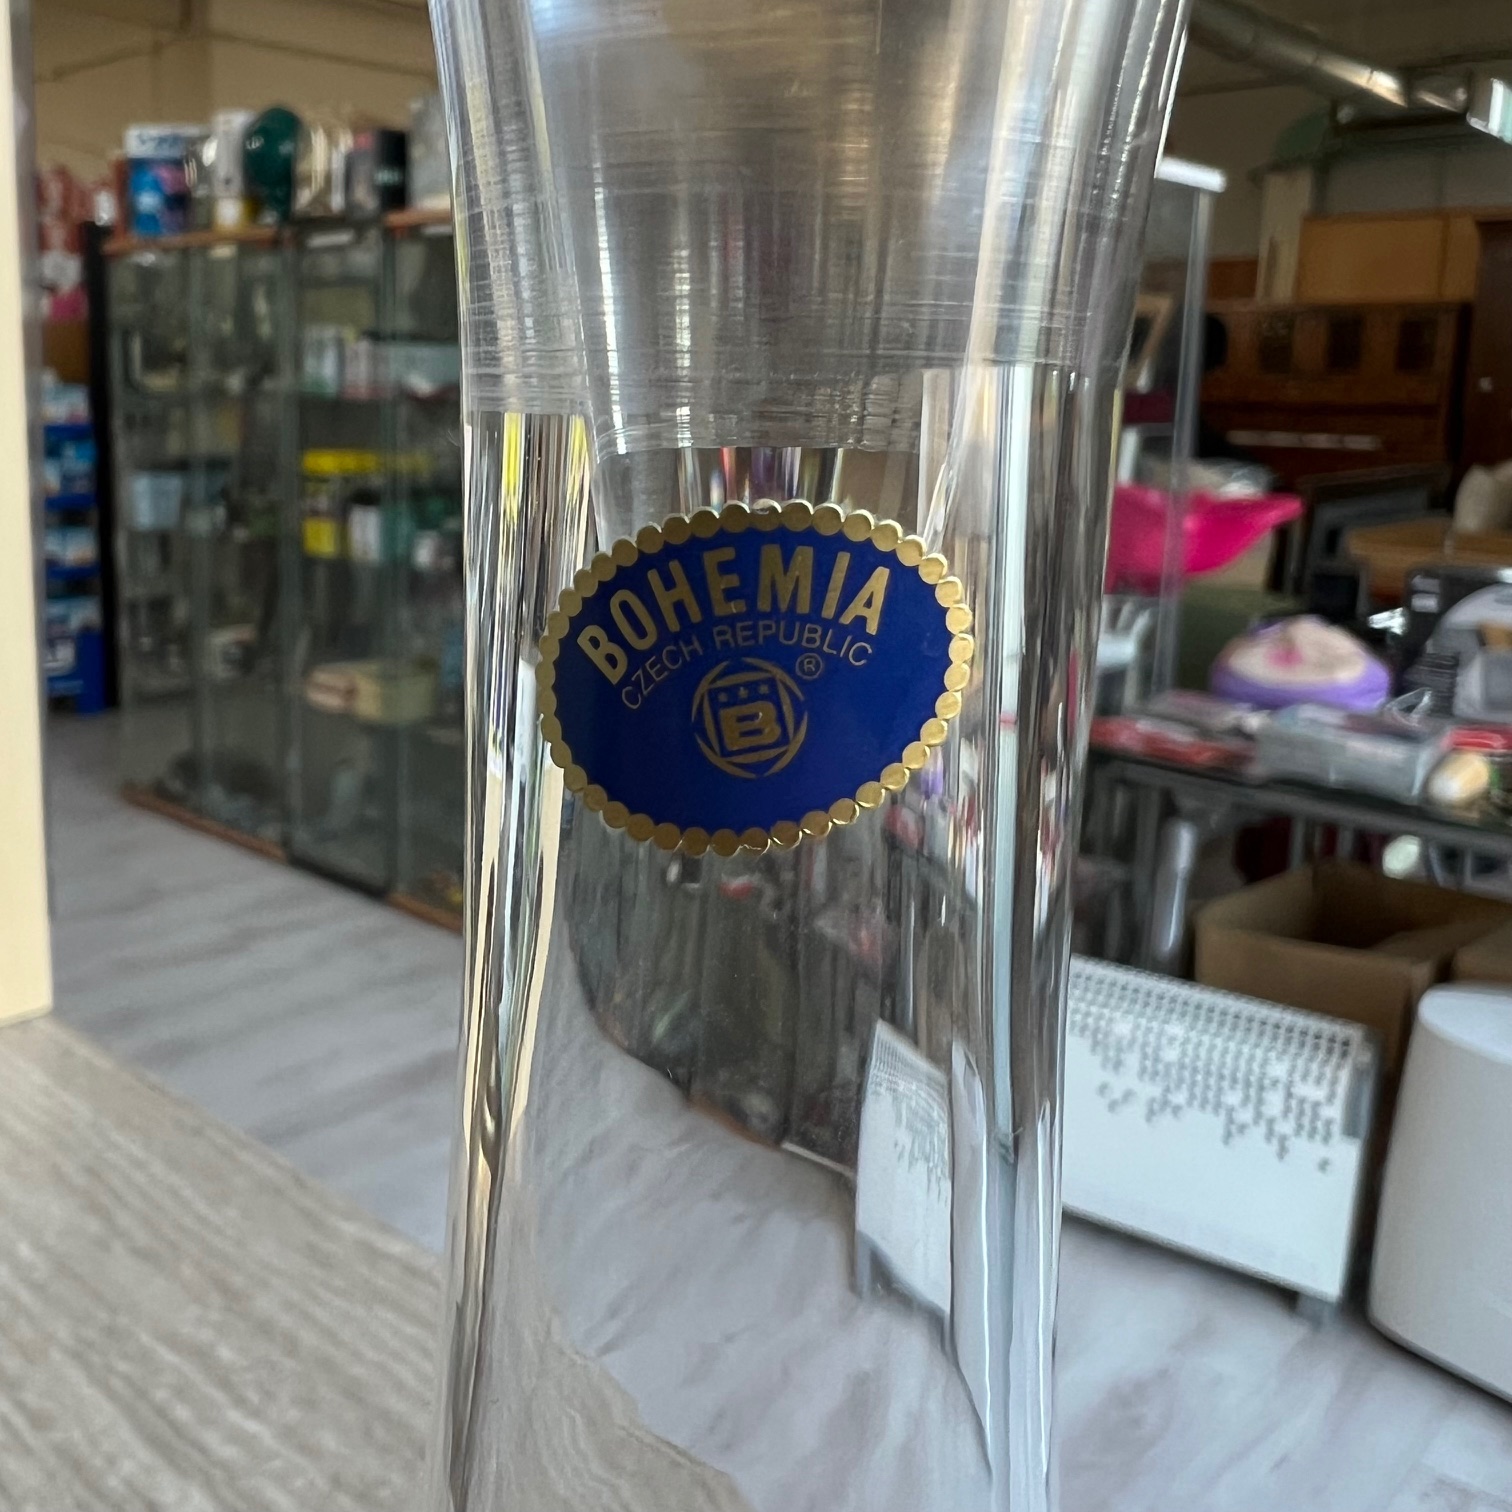 BOHEMIA
CZECH REPUBLIC
®
B